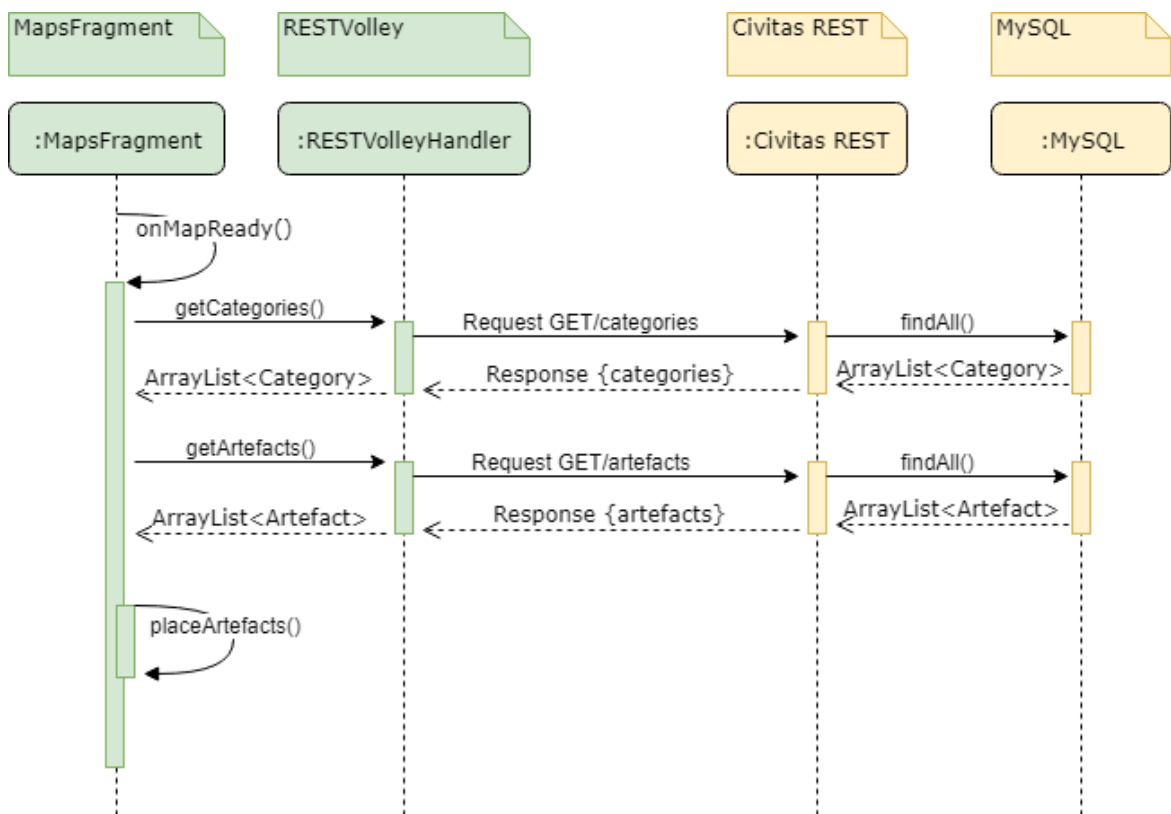 MapsFragment
RESTVolley
Civitas REST
MySQL
:MapsFragment
:RESTVolleyHandler
:Civitas REST
:MySQL
onMapReady()
getCategories()
Request GET/categories
findAll()
ArrayList<Category>
Response {categories}
ArrayList<Category>
getArtefacts()
Request GET/artefacts
findAll()
ArrayList<Artefact>
Response {artefacts}
ArrayList<Artefact>
placeArtefacts()